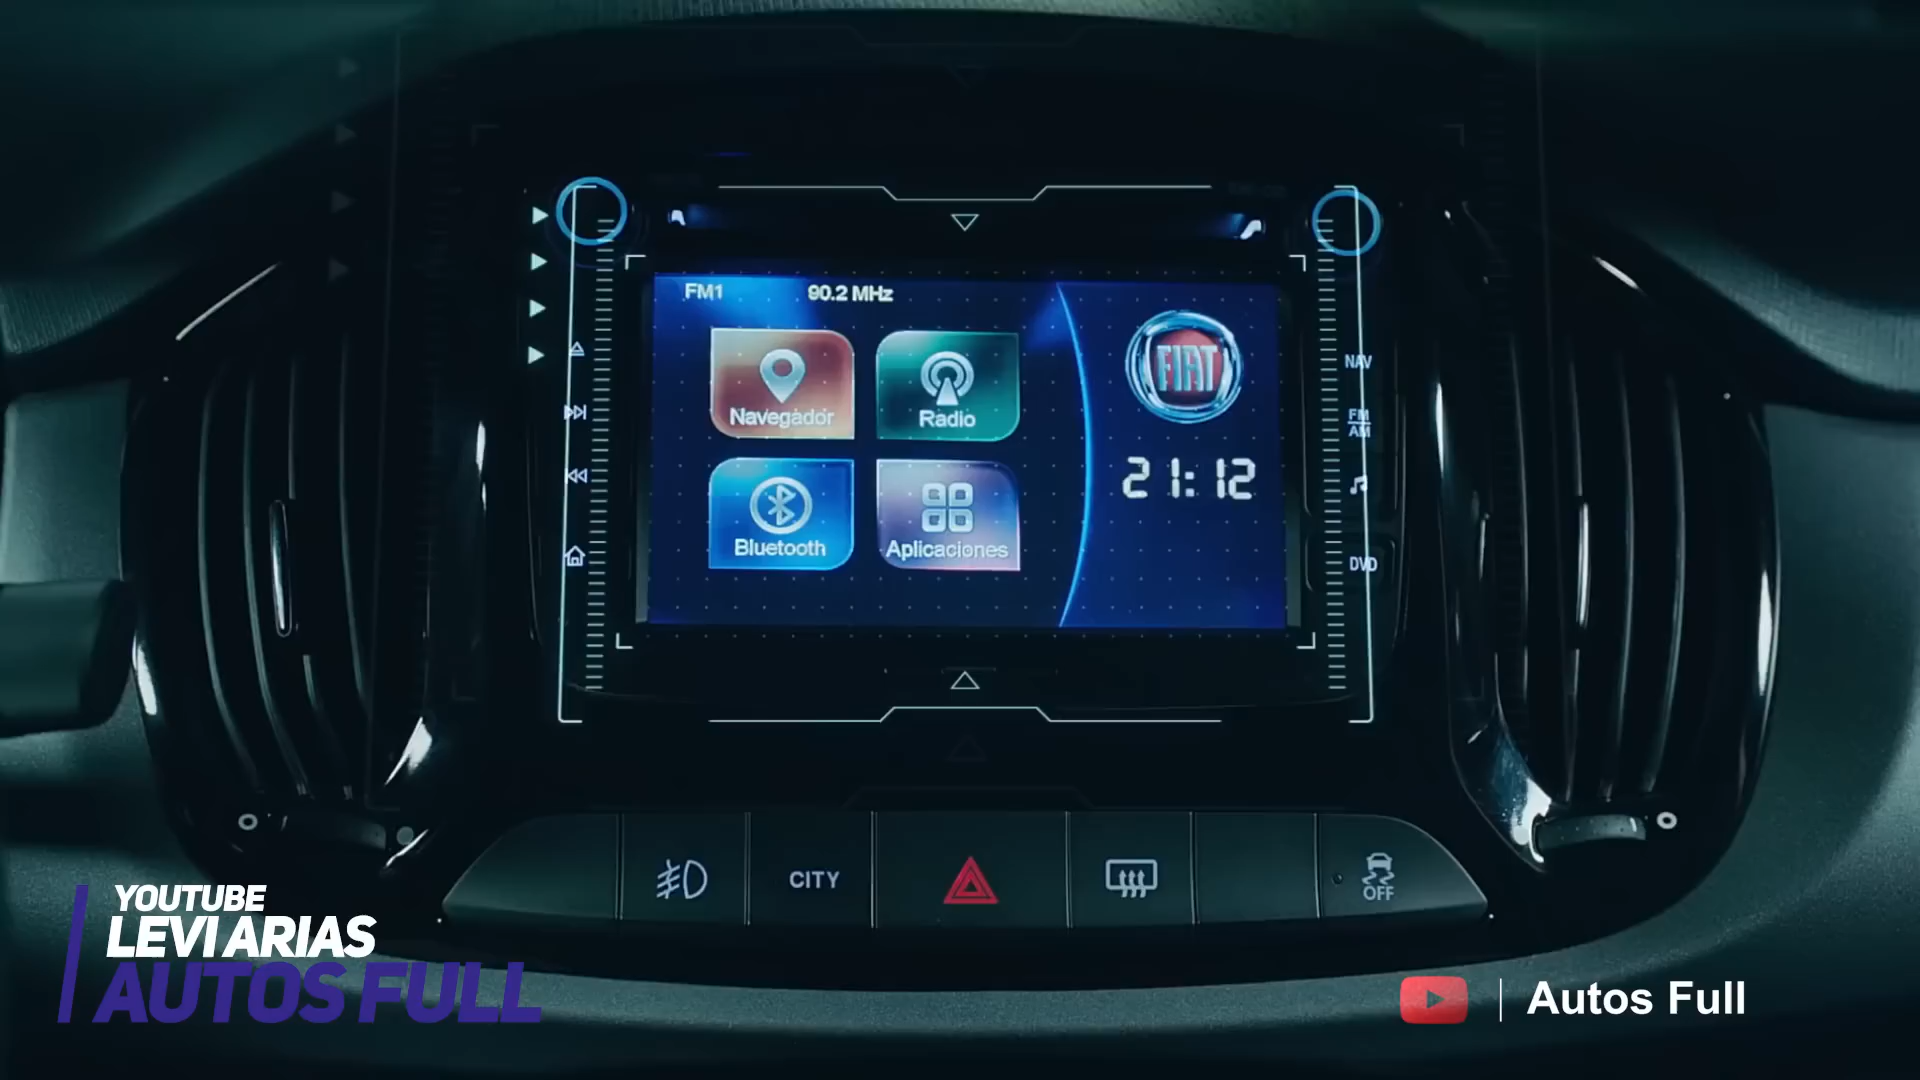 FM1 90.2 MHz
NAV
FIAT
Navegador
Radio
FM
AM
21:12
Bluetooth
Aplicaciones
DVD
CITY
OFF
YOUTUBE
LEVI ARIAS
AUTOS FULL
Autos Full